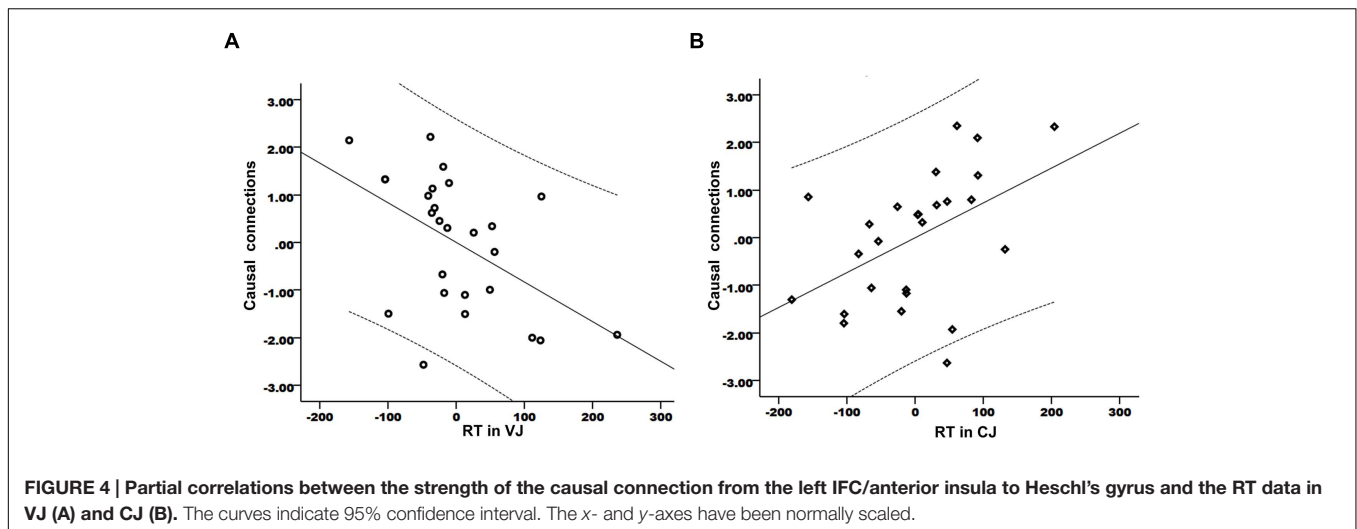 A
B
3.00
2.00
1.00
.00
-1.00
-2.00
-3.00
Causal connections
-200 -100 0 100 200 300
RT in VJ
3.00
2.00
1.00
.00
-1.00
-2.00
-3.00
Causal connections
-200 -100 0 100 200 300
RT in CJ
FIGURE 4 | Partial correlations between the strength of the causal connection from the left IFC/anterior insula to Heschl's gyrus and the RT data in
VJ (A) and CJ (B). The curves indicate 95% confidence interval. The x- and y-axes have been normally scaled.